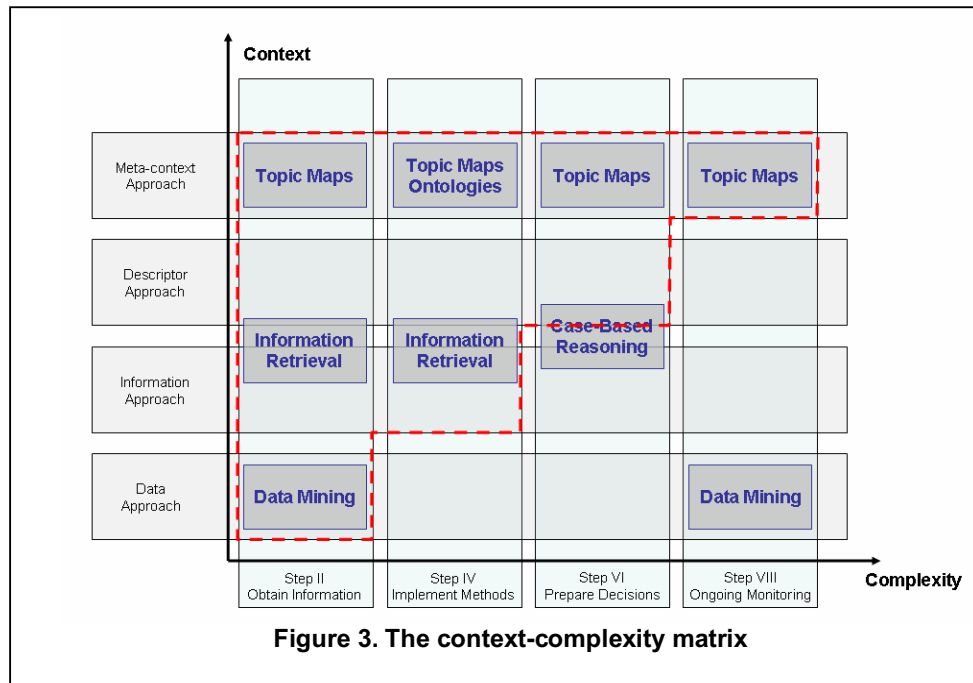 Context
Meta-context
Approach
Topic Maps
Topic Maps
Ontologies
Topic Maps
Topic Maps
Descriptor
Approach
Information
Retrieval
Information
Retrieval
Case-Based
Reasoning
Information
Approach
Data
Approach
Data Mining
Data Mining
Step II
Obtain Information
Step IV
Implement Methods
Step VI
Prepare Decisions
Step VIII
Ongoing Monitoring
Complexity
Figure 3. The context-complexity matrix